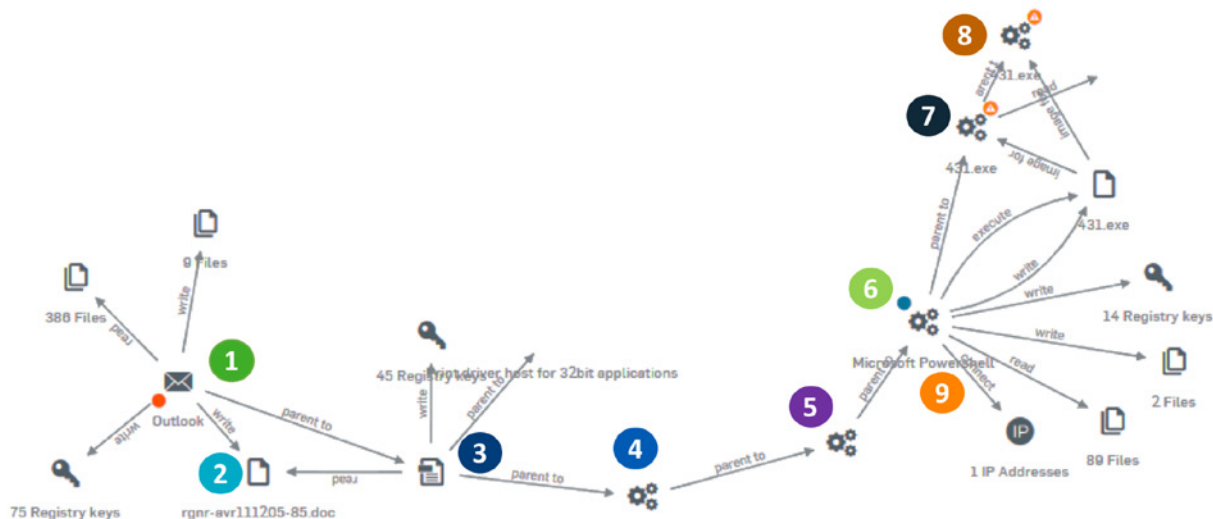 8
431.exe
parent t
read
image for
7
431.exe
image for
431.exe
parent to
execute
write
9 Files
386 Files
write
read
6
write
14 Registry keys
45 Registry keys
print driver host for 32bit applications
Microsoft PowerShell
write
2 Files
1
Outlook
write
parent to
parent to
read
parent to
connect
9
5
89 Files
IP
1 IP Addresses
write
write
parent to
2
read
3
parent to
4
75 Registry keys
rgnr-avr111205-85.doc